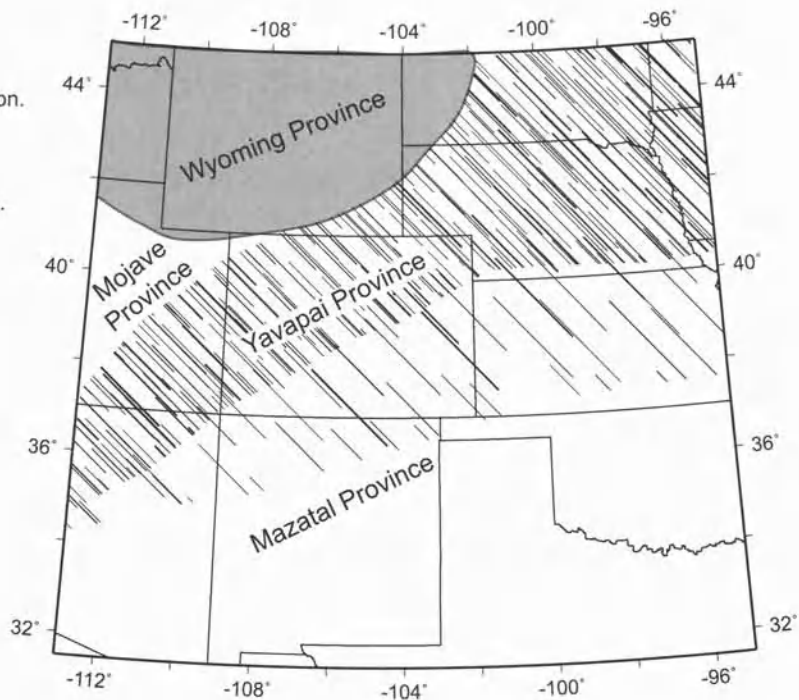 -112° -108° -104° -100° -96°
on.
44° 44°
Wyoming Province
.
40° 40°
Mojave
Province
Yavapai Province
36° 36°
Mazatal Province
32° 32°
-112° -108° -104° -100° -96°